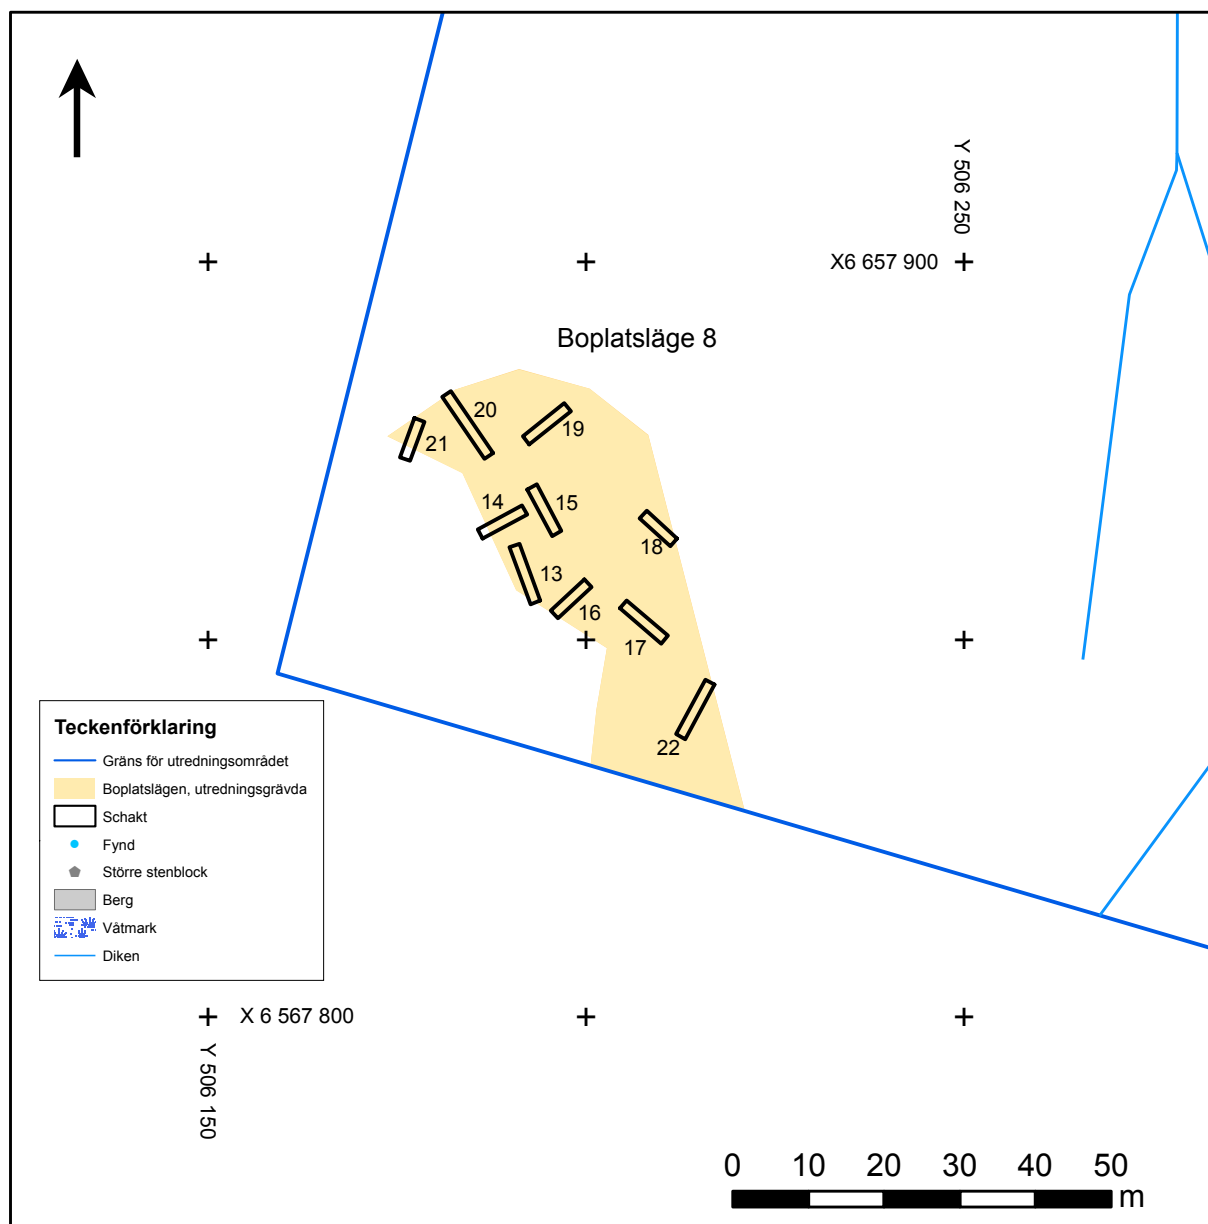 Y 506 250
X6 657 900
Boplatsläge 8
20
19
21
14
15
18
13
16
17
22
Teckenförklaring
Gräns för utredningsområdet
Boplatslägen, utredningsgrävda
Schakt
Fynd
Större stenblock
Berg
Våtmark
Diken
X 6 567 800
Y 506 150
0 10 20 30 40 50
m